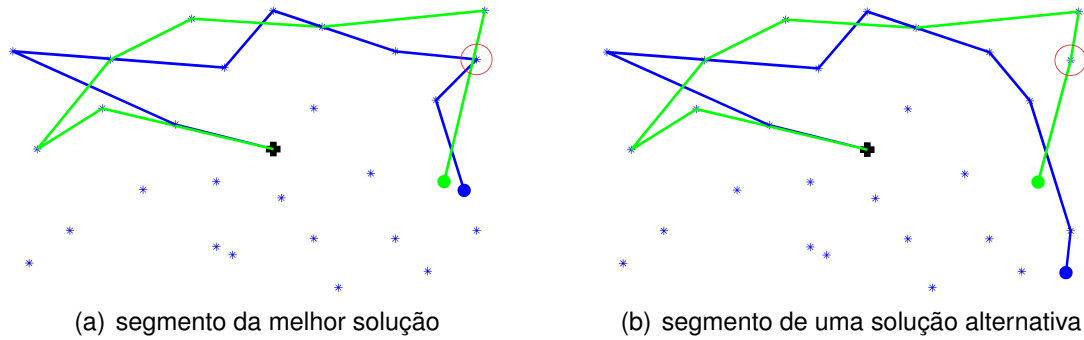 (a) segmento da melhor solução
(b) segmento de uma solução alternativa